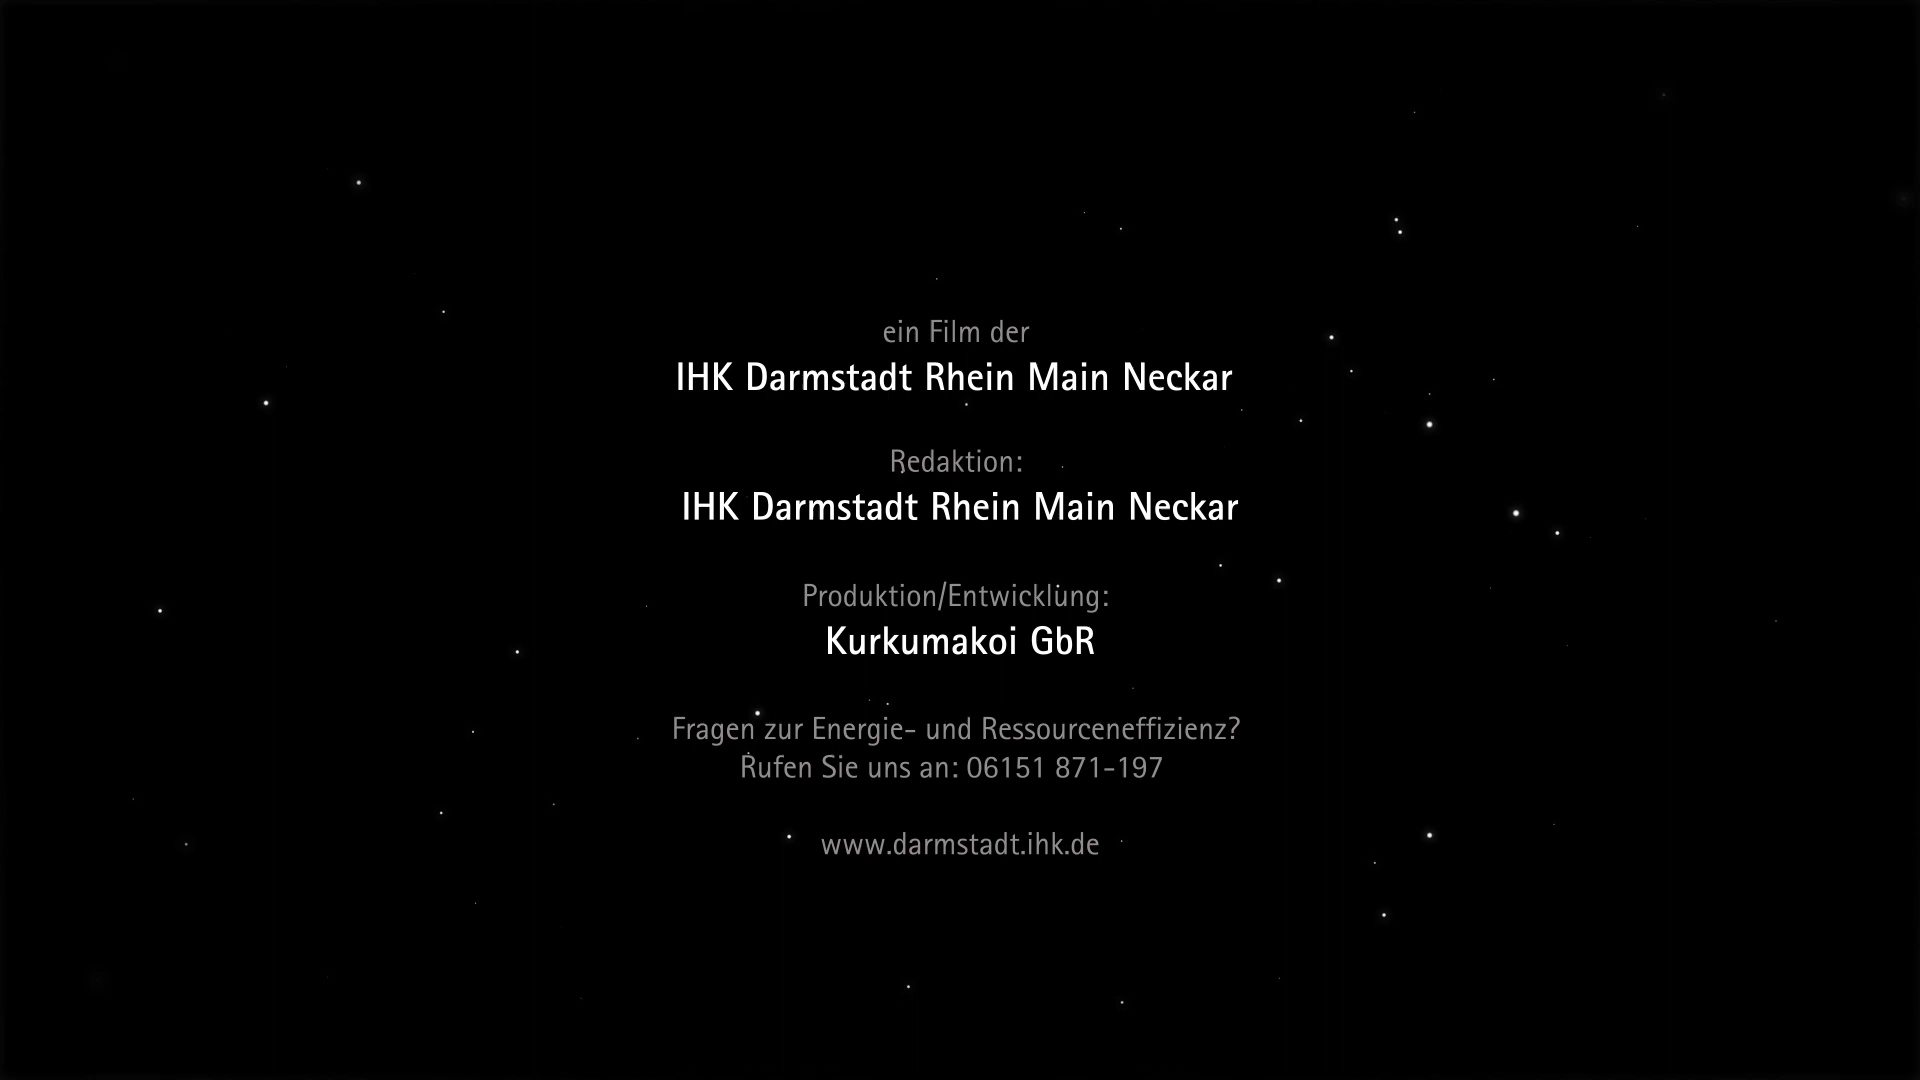 ein Film der
IHK Darmstadt Rhein Main Neckar
Redaktion:
IHK Darmstadt Rhein Main Neckar
Produktion/Entwicklung:
Kurkumakoi GbR
Fragen zur Energie- und Ressourceneffizienz?
Rufen Sie uns an: 06151 871-197
www.darmstadt.ihk.de